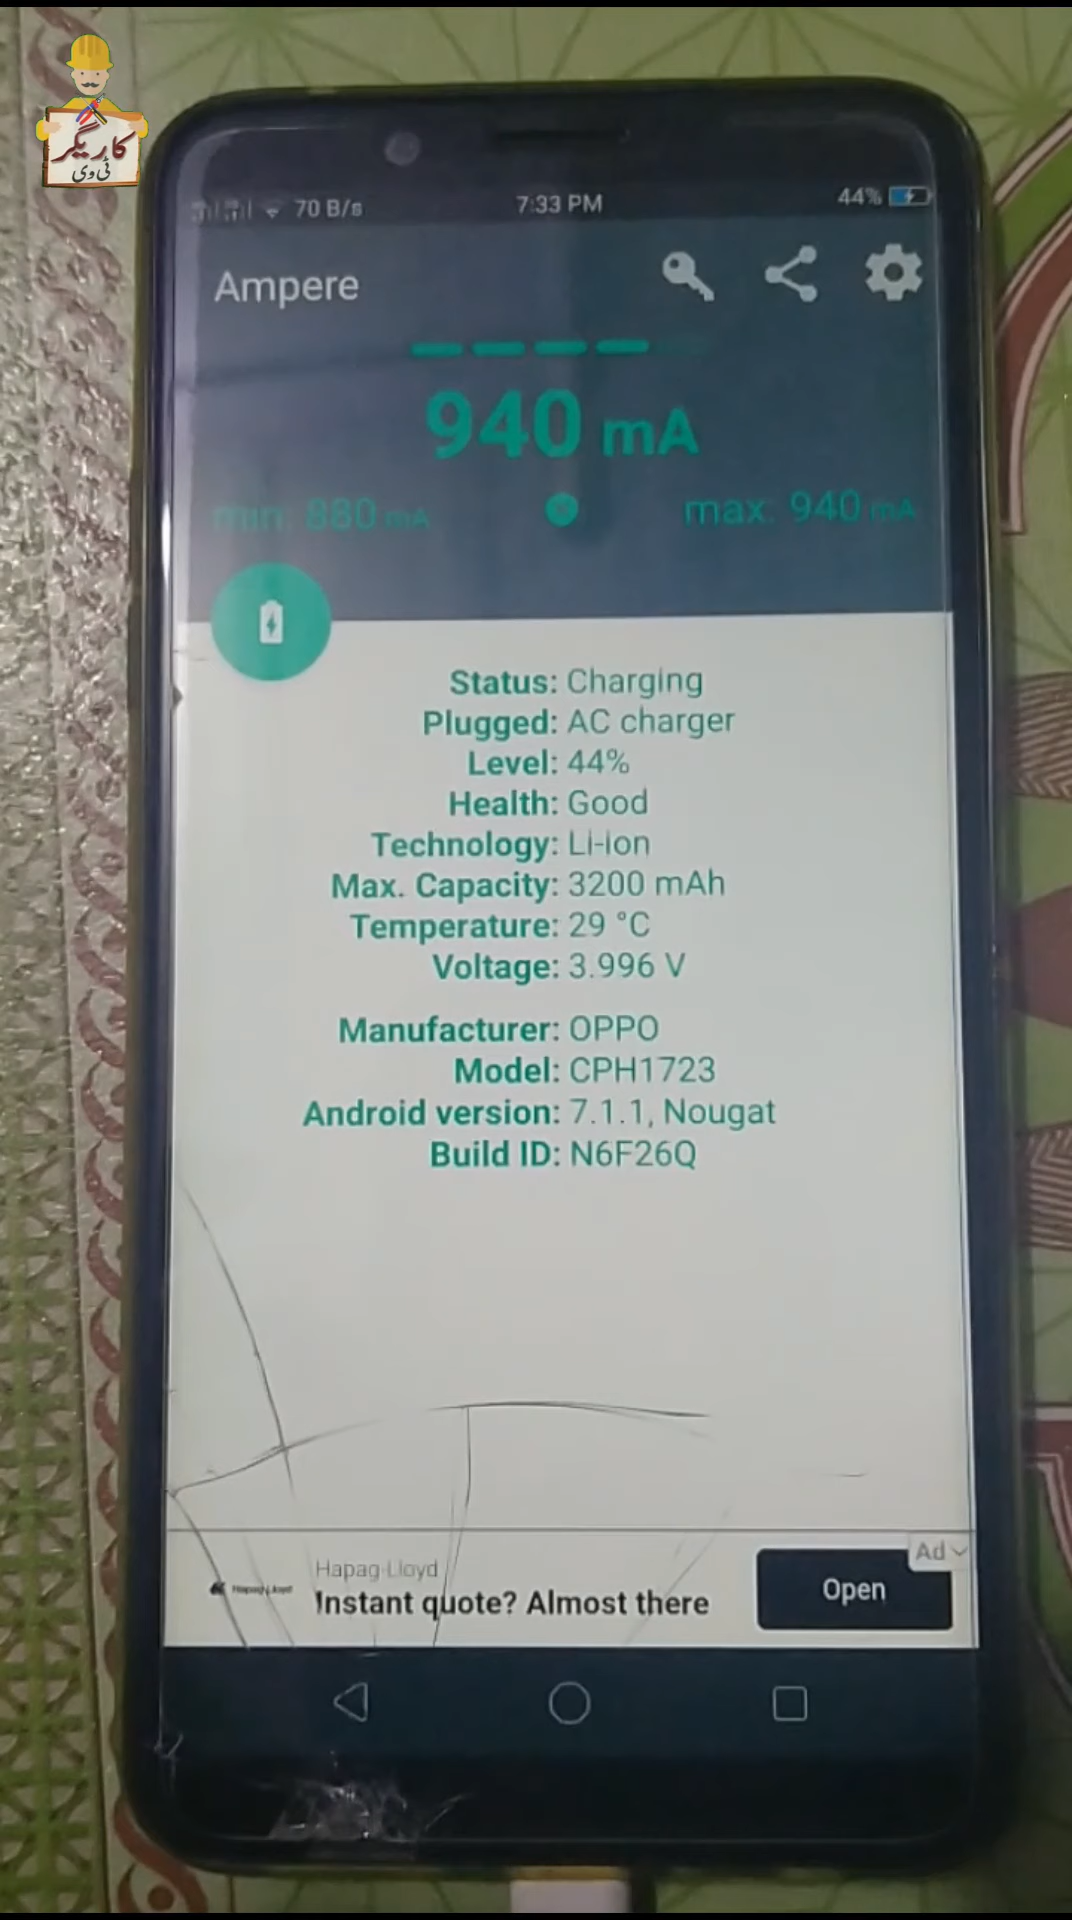 کاریگر
ٹی وی
70 B/s
7:33 PM
44%
Ampere
940 mA
min: 880 mA
max: 940 mA
Status: Charging
Plugged: AC charger
Level: 44%
Health: Good
Technology: Li-ion
Max. Capacity: 3200 mAh
Temperature: 29 °C
Voltage: 3.996 V
Manufacturer: OPPO
Model: CPH1723
Android version: 7.1.1, Nougat
Build ID: N6F26Q
Ad
Hapag-Lloyd
Hapag-Lloyd
Instant quote? Almost there
Open